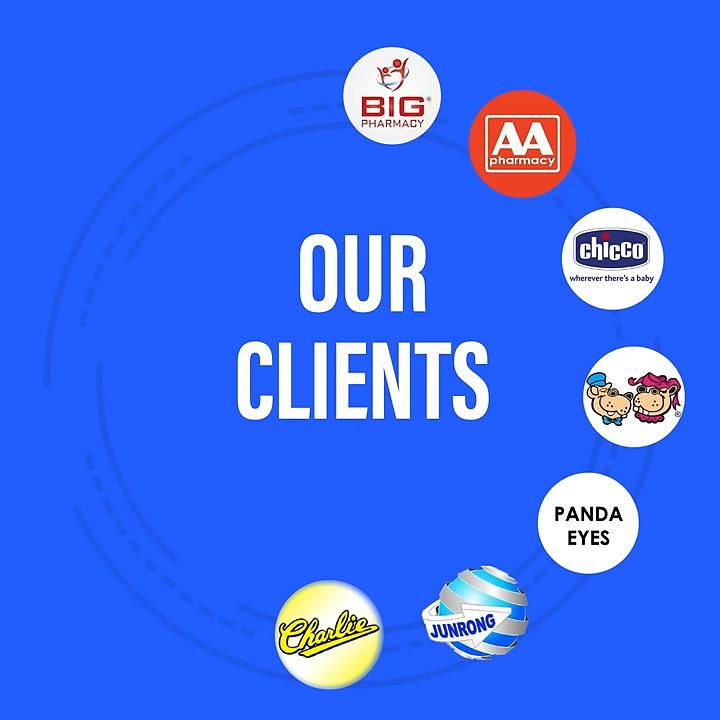 BIG®
PHARMACY
AA
pharmacy
chicco
wherever there's a baby
OUR
CLIENTS
®
PANDA
EYES
JUNRONG
Charlie